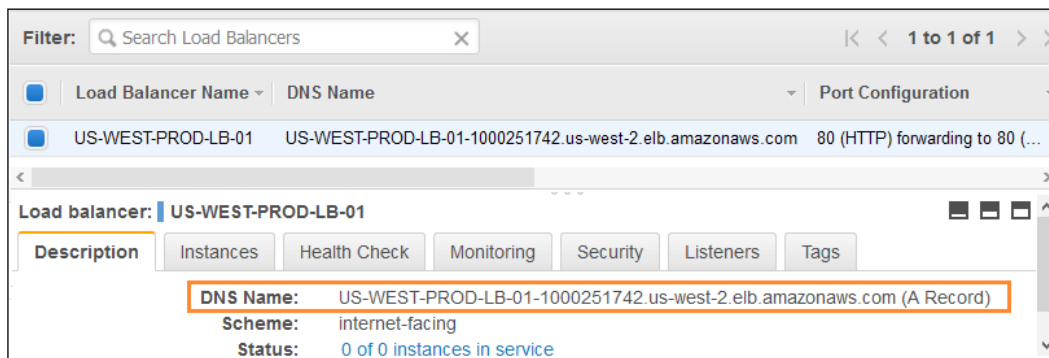 Filter: Search Load Balancers 1 to 1 of 1
Load Balancer Name DNS Name Port Configuration
US-WEST-PROD-LB-01 US-WEST-PROD-LB-01-1000251742.us-west-2.elb.amazonaws.com 80 (HTTP) forwarding to 80 (...
Load balancer: US-WEST-PROD-LB-01
Description Instances Health Check Monitoring Security Listeners Tags
DNS Name: US-WEST-PROD-LB-01-1000251742.us-west-2.elb.amazonaws.com (A Record)
Scheme: internet-facing
Status: 0 of 0 instances in service